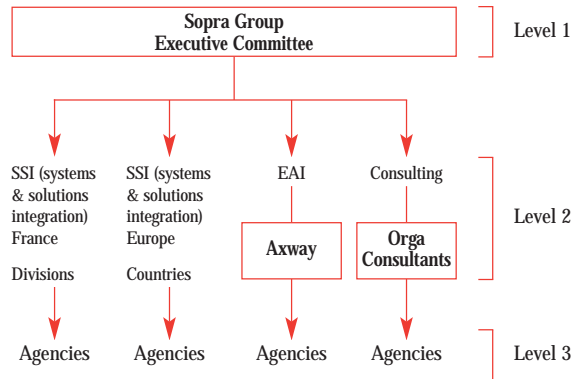 Sopra Group
Executive Committee
Level 1
SSI (systems
& solutions
integration)
France
Divisions
SSI (systems
& solutions
integration)
Europe
Countries
EAI
Axway
Consulting
Orga
Consultants
Level 2
Agencies
Agencies
Agencies
Agencies
Level 3